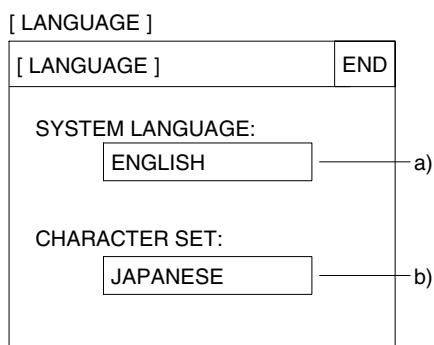 [ LANGUAGE ]
[ LANGUAGE ] END
SYSTEM LANGUAGE:
ENGLISH a)
CHARACTER SET:
JAPANESE b)